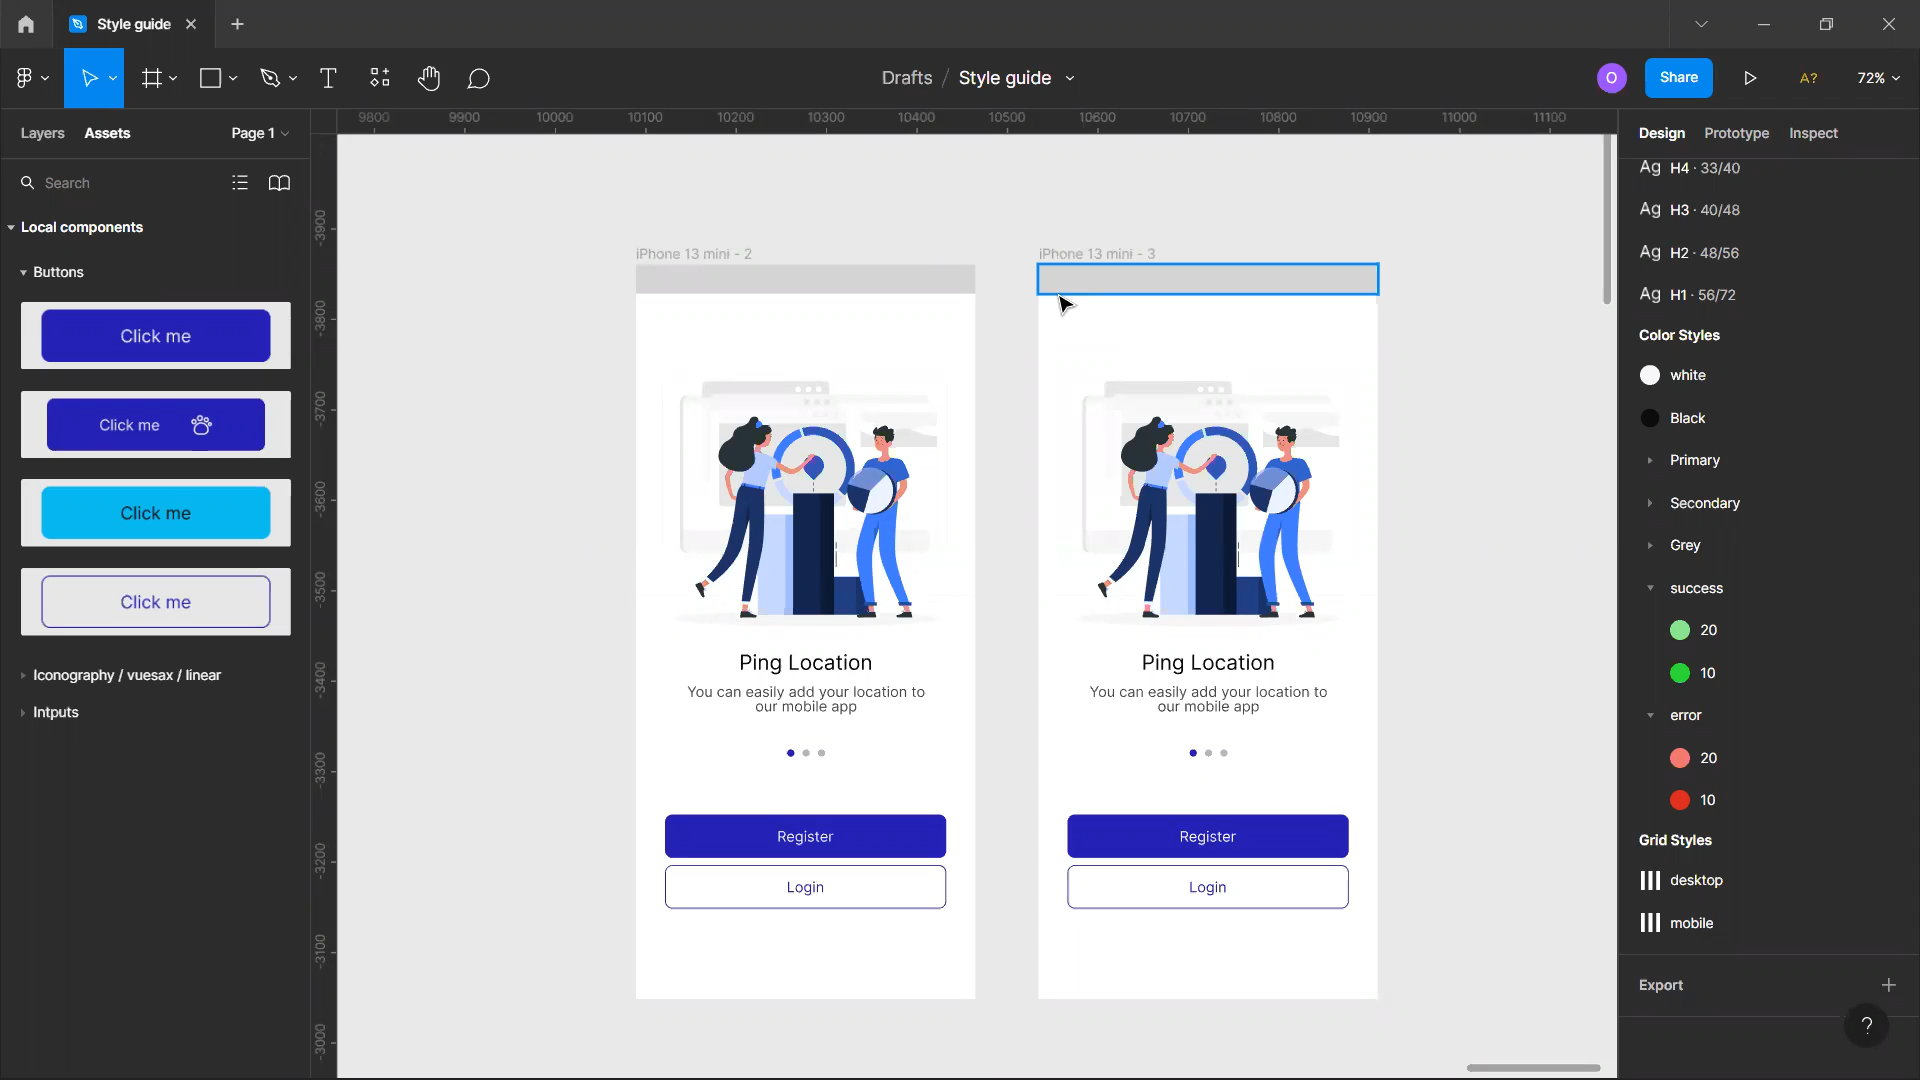 Style guide
Drafts / Style guide
O
Share
A?
72%
Layers
Assets
Page 1
9800 9900 10000 10100 10200 10300 10400 10500 10600 10700 10800 10900 11000 11100
Design
Prototype
Inspect
Search
Local components
Buttons
Click me
Click me
Click me
Click me
Iconography / vuesax / linear
Intputs
-3900
-3800
-3700
-3600
-3500
-3400
-3300
-3200
-3100
-3000
iPhone 13 mini - 2
Ping Location
You can easily add your location to
our mobile app
Register
Login
iPhone 13 mini - 3
Ping Location
You can easily add your location to
our mobile app
Register
Login
Ag H4 · 33/40
Ag H3 · 40/48
Ag H2 · 48/56
Ag H1 · 56/72
Color Styles
white
Black
Primary
Secondary
Grey
success
20
10
error
20
10
Grid Styles
desktop
mobile
Export
?